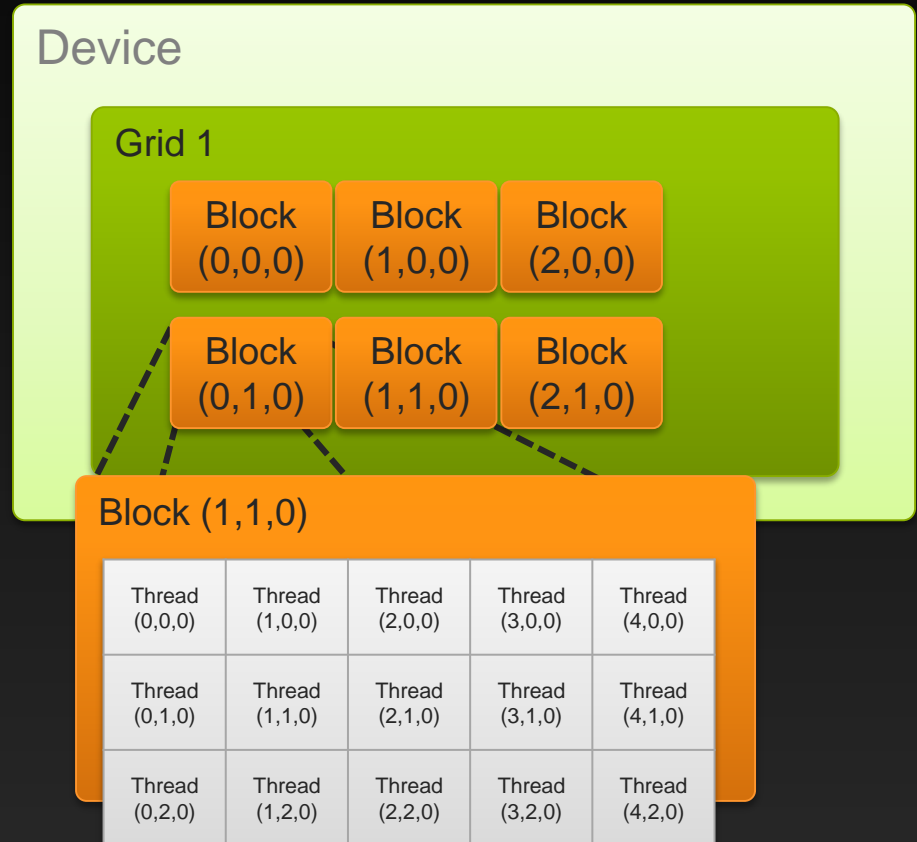 Device
Grid 1
Block
(0,0,0)
Block
(1,0,0)
Block
(2,0,0)
Block
(0,1,0)
Block
(1,1,0)
Block
(2,1,0)
Block (1,1,0)
Thread
(0,0,0)
Thread
(1,0,0)
Thread
(2,0,0)
Thread
(3,0,0)
Thread
(4,0,0)
Thread
(0,1,0)
Thread
(1,1,0)
Thread
(2,1,0)
Thread
(3,1,0)
Thread
(4,1,0)
Thread
(0,2,0)
Thread
(1,2,0)
Thread
(2,2,0)
Thread
(3,2,0)
Thread
(4,2,0)